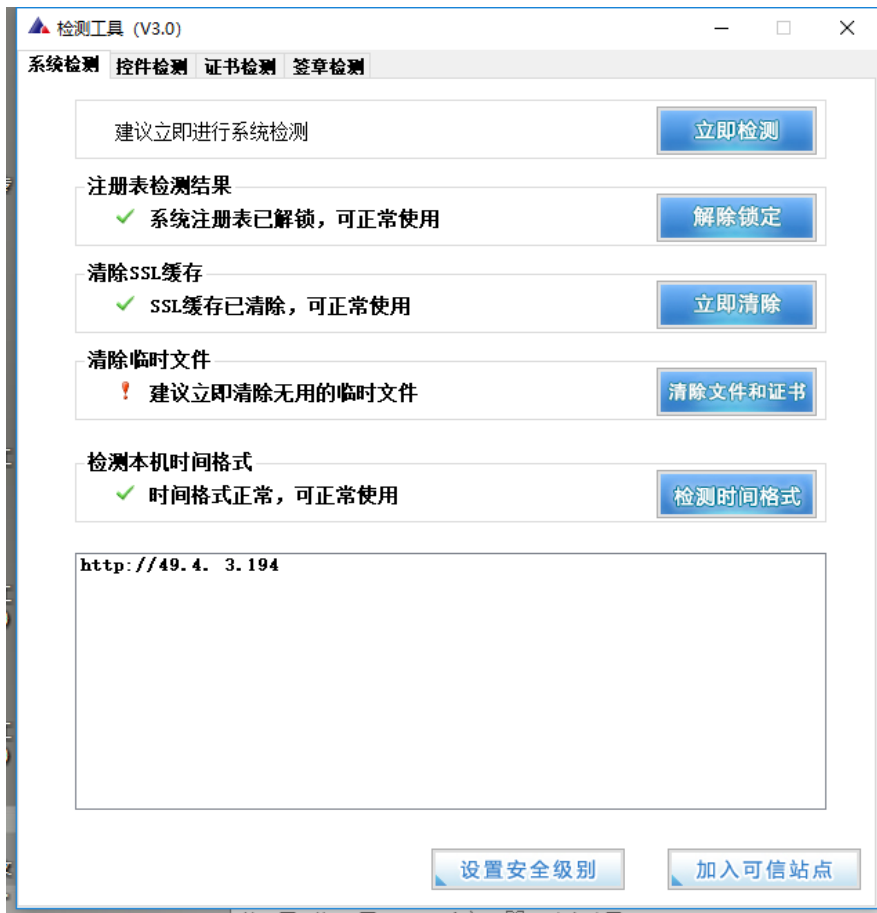 检测工具 (V3.0)
系统检测 控件检测 证书检测 签章检测
建议立即进行系统检测 立即检测
注册表检测结果
系统注册表已解锁，可正常使用 解除锁定
清除SSL缓存
SSL缓存已清除，可正常使用 立即清除
清除临时文件
建议立即清除无用的临时文件 清除文件和证书
检测本机时间格式
时间格式正常，可正常使用 检测时间格式
http://49.4. 3.194
设置安全级别 加入可信站点